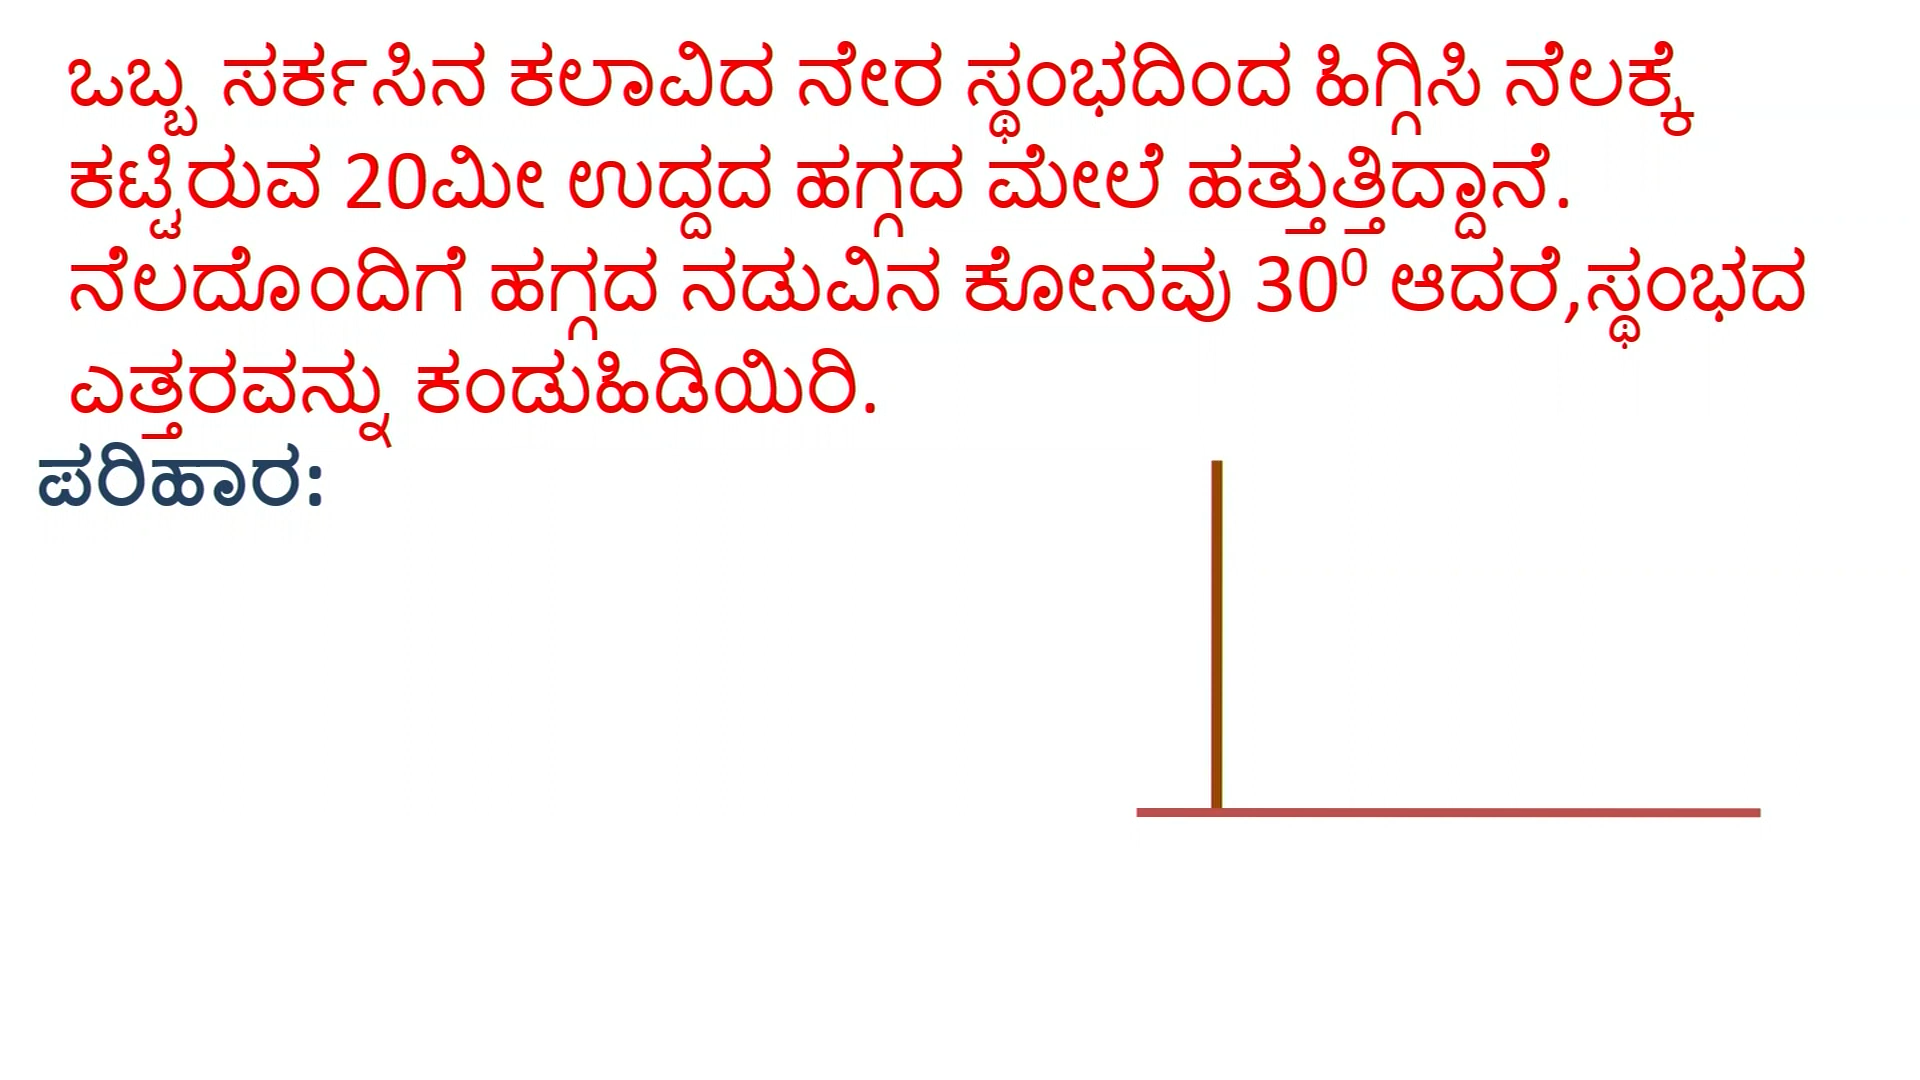 ಒಬ್ಬ ಸರ್ಕಸಿನ ಕಲಾವಿದ ನೇರ ಸ್ಥಂಭದಿಂದ ಹಿಗ್ಗಿಸಿ ನೆಲಕ್ಕೆ
ಕಟ್ಟಿರುವ 20ಮೀ ಉದ್ದದ ಹಗ್ಗದ ಮೇಲೆ ಹತ್ತುತ್ತಿದ್ದಾನೆ.
ನೆಲದೊಂದಿಗೆ ಹಗ್ಗದ ನಡುವಿನ ಕೋನವು 30⁰ ಆದರೆ,ಸ್ಥಂಭದ
ಎತ್ತರವನ್ನು ಕಂಡುಹಿಡಿಯಿರಿ.
ಪರಿಹಾರ: